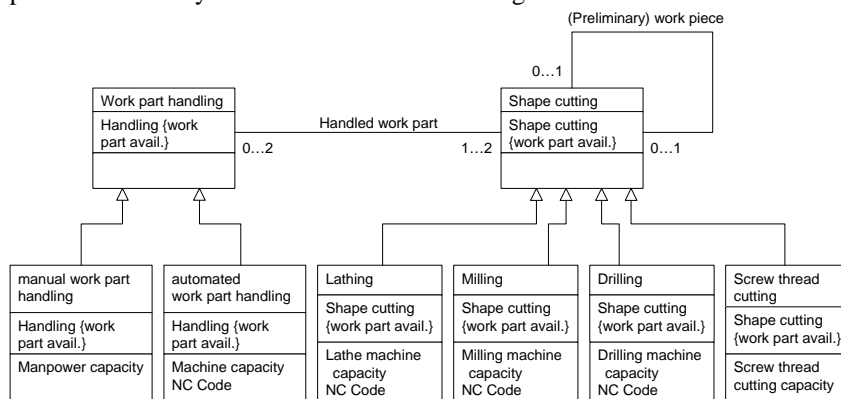 (Preliminary) work piece
0...1
Work part handling
Handling {work
part avail.}
0...2
Handled work part
1...2
Shape cutting
Shape cutting
{work part avail.}
0...1
manual work part
handling
Handling {work
part avail.}
Manpower capacity
automated
work part handling
Handling {work
part avail.}
Machine capacity
NC Code
Lathing
Shape cutting
{work part avail.}
Lathe machine
capacity
NC Code
Milling
Shape cutting
{work part avail.}
Milling machine
capacity
NC Code
Drilling
Shape cutting
{work part avail.}
Drilling machine
capacity
NC Code
Screw thread
cutting
Shape cutting
{work part avail.}
Screw thread
cutting capacity